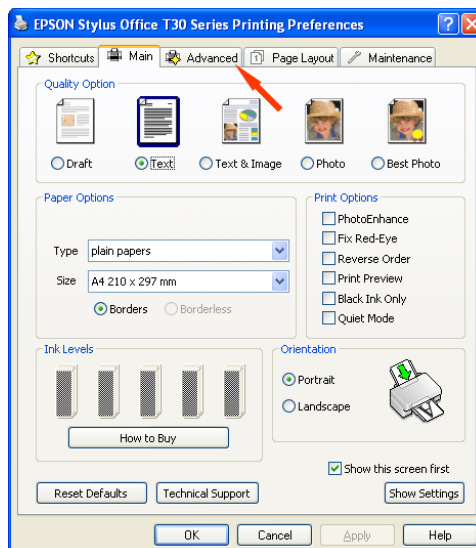 EPSON Stylus Office T30 Series Printing Preferences
Shortcuts Main Advanced 1 Page Layout Maintenance
Quality Option
Draft Text Text & Image Photo Best Photo
Paper Options
Type plain papers
Size A4 210 x 297 mm
Borders Borderless
Print Options
PhotoEnhance
Fix Red-Eye
Reverse Order
Print Preview
Black Ink Only
Quiet Mode
Ink Levels
How to Buy
Orientation
Portrait
Landscape
Show this screen first
Reset Defaults Technical Support Show Settings
OK Cancel Apply Help